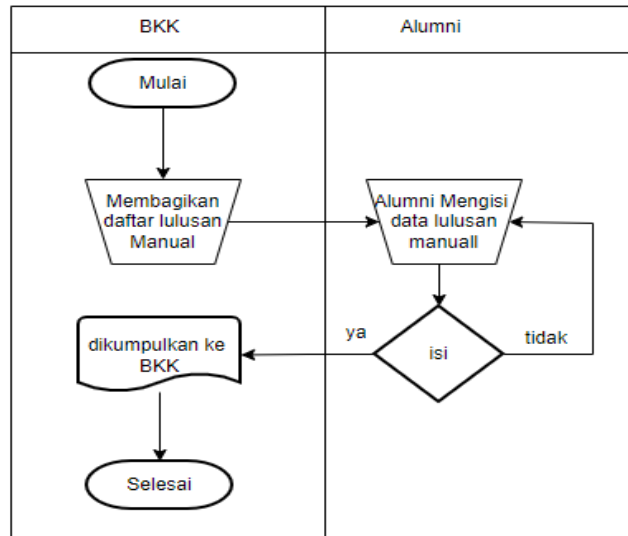 BKK
Alumni
Mulai
Membagikan
daftar lulusan
Manual
Alumni Mengisi
data lulusan
manuall
dikumpulkan ke
BKK
ya
isi
tidak
Selesai